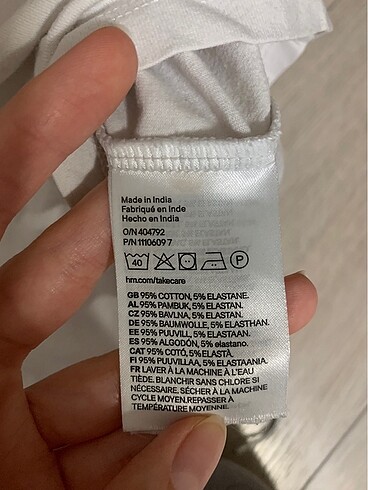 Made in India
Fabriqué en Inde
Hecho en India
O/N 404792
P/N 1110609 7
40
P
hm.com/takecare
GB 95% COTTON, 5% ELASTANE.
AL 95% PAMBUK, 5% ELASTAN.
CZ 95% BAVLNA, 5% ELASTAN.
DE 95% BAUMWOLLE, 5% ELASTHAN.
EE 95% PUUVILL, 5% ELASTAAN.
ES 95% ALGODÓN, 5% elastano.
CAT 95% COTÓ, 5% ELASTÀ.
FI 95% PUUVILLAA, 5% ELASTAANIA.
FR LAVER À LA MACHINE À L'EAU
TIÈDE. BLANCHIR SANS CHLORE SI
NÉCESSAIRE. SÉCHER À LA MACHINE
CYCLE MOYEN.REPASSER À
TEMPÉRATURE MOYENNE.